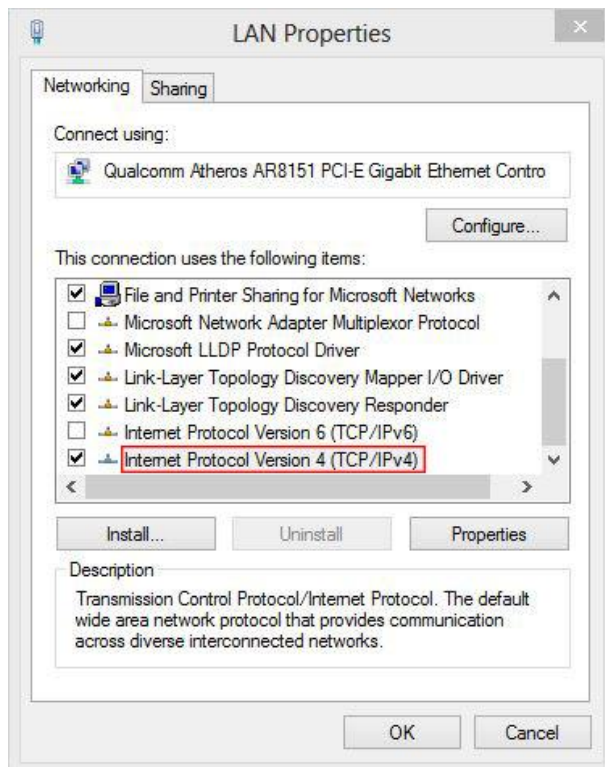 LAN Properties
Networking
Sharing
Connect using:
Qualcomm Atheros AR8151 PCI-E Gigabit Ethernet Contro
Configure...
This connection uses the following items:
File and Printer Sharing for Microsoft Networks
Microsoft Network Adapter Multiplexor Protocol
Microsoft LLDP Protocol Driver
Link-Layer Topology Discovery Mapper I/O Driver
Link-Layer Topology Discovery Responder
Internet Protocol Version 6 (TCP/IPv6)
Internet Protocol Version 4 (TCP/IPv4)
Install...
Uninstall
Properties
Description
Transmission Control Protocol/Internet Protocol. The default
wide area network protocol that provides communication
across diverse interconnected networks.
OK
Cancel